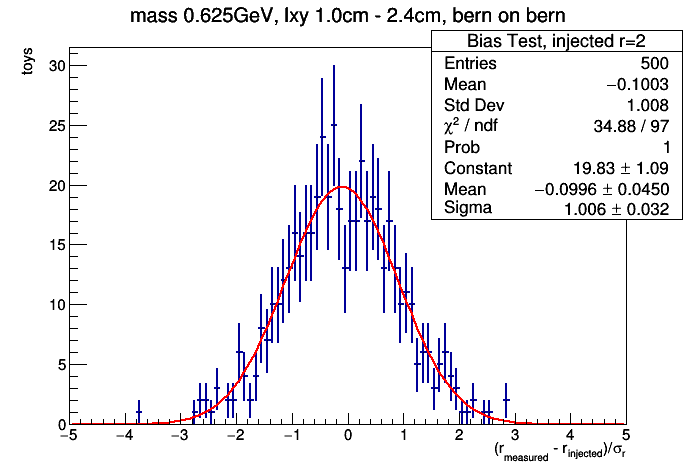 mass 0.625GeV, lxy 1.0cm - 2.4cm, bern on bern
toys
Bias Test, injected r=2
Entries 500
Mean −0.1003
Std Dev 1.008
χ² / ndf 34.88 / 97
Prob 1
Constant 19.83 ± 1.09
Mean −0.0996 ± 0.0450
Sigma 1.006 ± 0.032
30
25
20
15
10
5
0
−5 −4 −3 −2 −1 0 1 2 3 4 5
(r_measured - r_injected)/σ_r